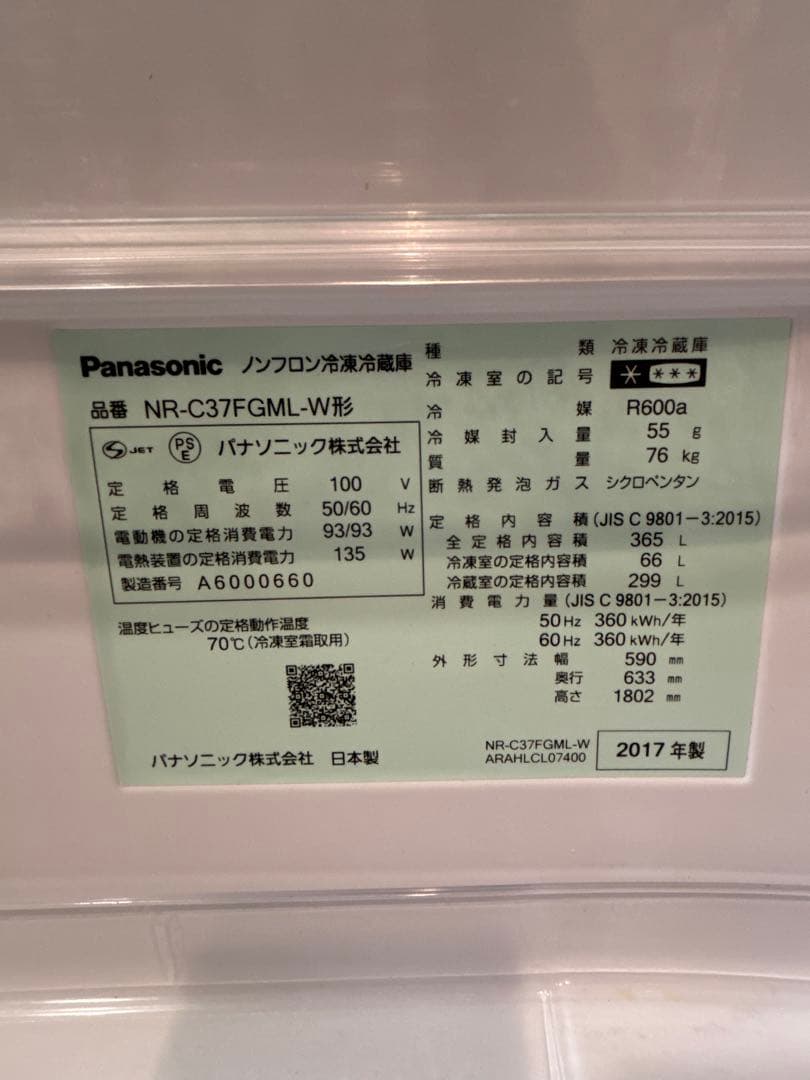 Panasonic ノンフロン冷凍冷蔵庫
品番 NR-C37FGML-W形
JET PSE パナソニック株式会社
定格電圧 100 V
定格周波数 50/60 Hz
電動機の定格消費電力 93/93 W
電熱装置の定格消費電力 135 W
製造番号 A6000660
温度ヒューズの定格動作温度
70℃(冷凍室霜取用)
パナソニック株式会社 日本製
種類 冷凍冷蔵庫
冷凍室の記号 * ***
冷媒 R600a
冷媒封入量 55 g
質量 76 kg
断熱発泡ガス シクロペンタン
定格内容積 (JIS C 9801-3:2015)
全定格内容積 365 L
冷凍室の定格内容積 66 L
冷蔵室の定格内容積 299 L
消費電力量 (JIS C 9801-3:2015)
50Hz 360 kWh/年
60Hz 360 kWh/年
外形寸法 幅 590 mm
奥行 633 mm
高さ 1802 mm
NR-C37FGML-W
ARAHLCL07400
2017年製